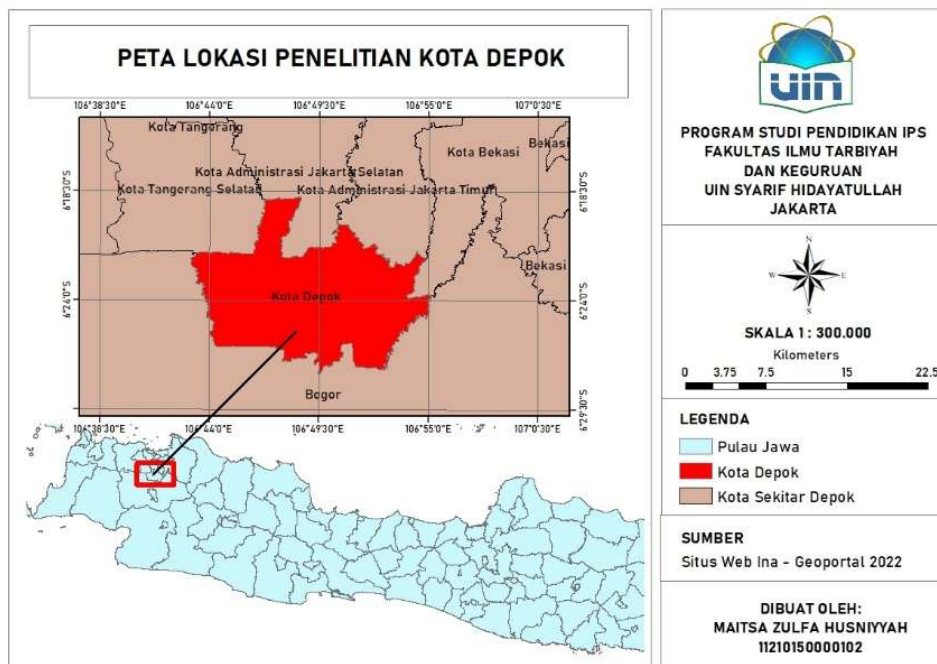 PETA LOKASI PENELITIAN KOTA DEPOK
106°38'30"E 106°44'0"E 106°49'30"E 106°55'0"E 107°0'30"E
Kota Tangerang
Kota Bekasi
Bekasi
Kota Administrasi Jakarta Selatan
Kota Tangerang Selatan
Kota Administrasi Jakarta Timur
6°18'30"S
6°18'30"S
Bekasi
Kota Depok
6°24'0"S
6°24'0"S
Bogor
6°29'30"S
6°29'30"S
106°38'30"E 106°44'0"E 106°49'30"E 106°55'0"E 107°0'30"E
uin
PROGRAM STUDI PENDIDIKAN IPS
FAKULTAS ILMU TARBIYAH
DAN KEGURUAN
UIN SYARIF HIDAYATULLAH
JAKARTA
N
W E
S
SKALA 1 : 300.000
Kilometers
0 3.75 7.5 15 22.5
LEGENDA
Pulau Jawa
Kota Depok
Kota Sekitar Depok
SUMBER
Situs Web Ina - Geoportal 2022
DIBUAT OLEH:
MAITSA ZULFA HUSNIYYAH
11210150000102